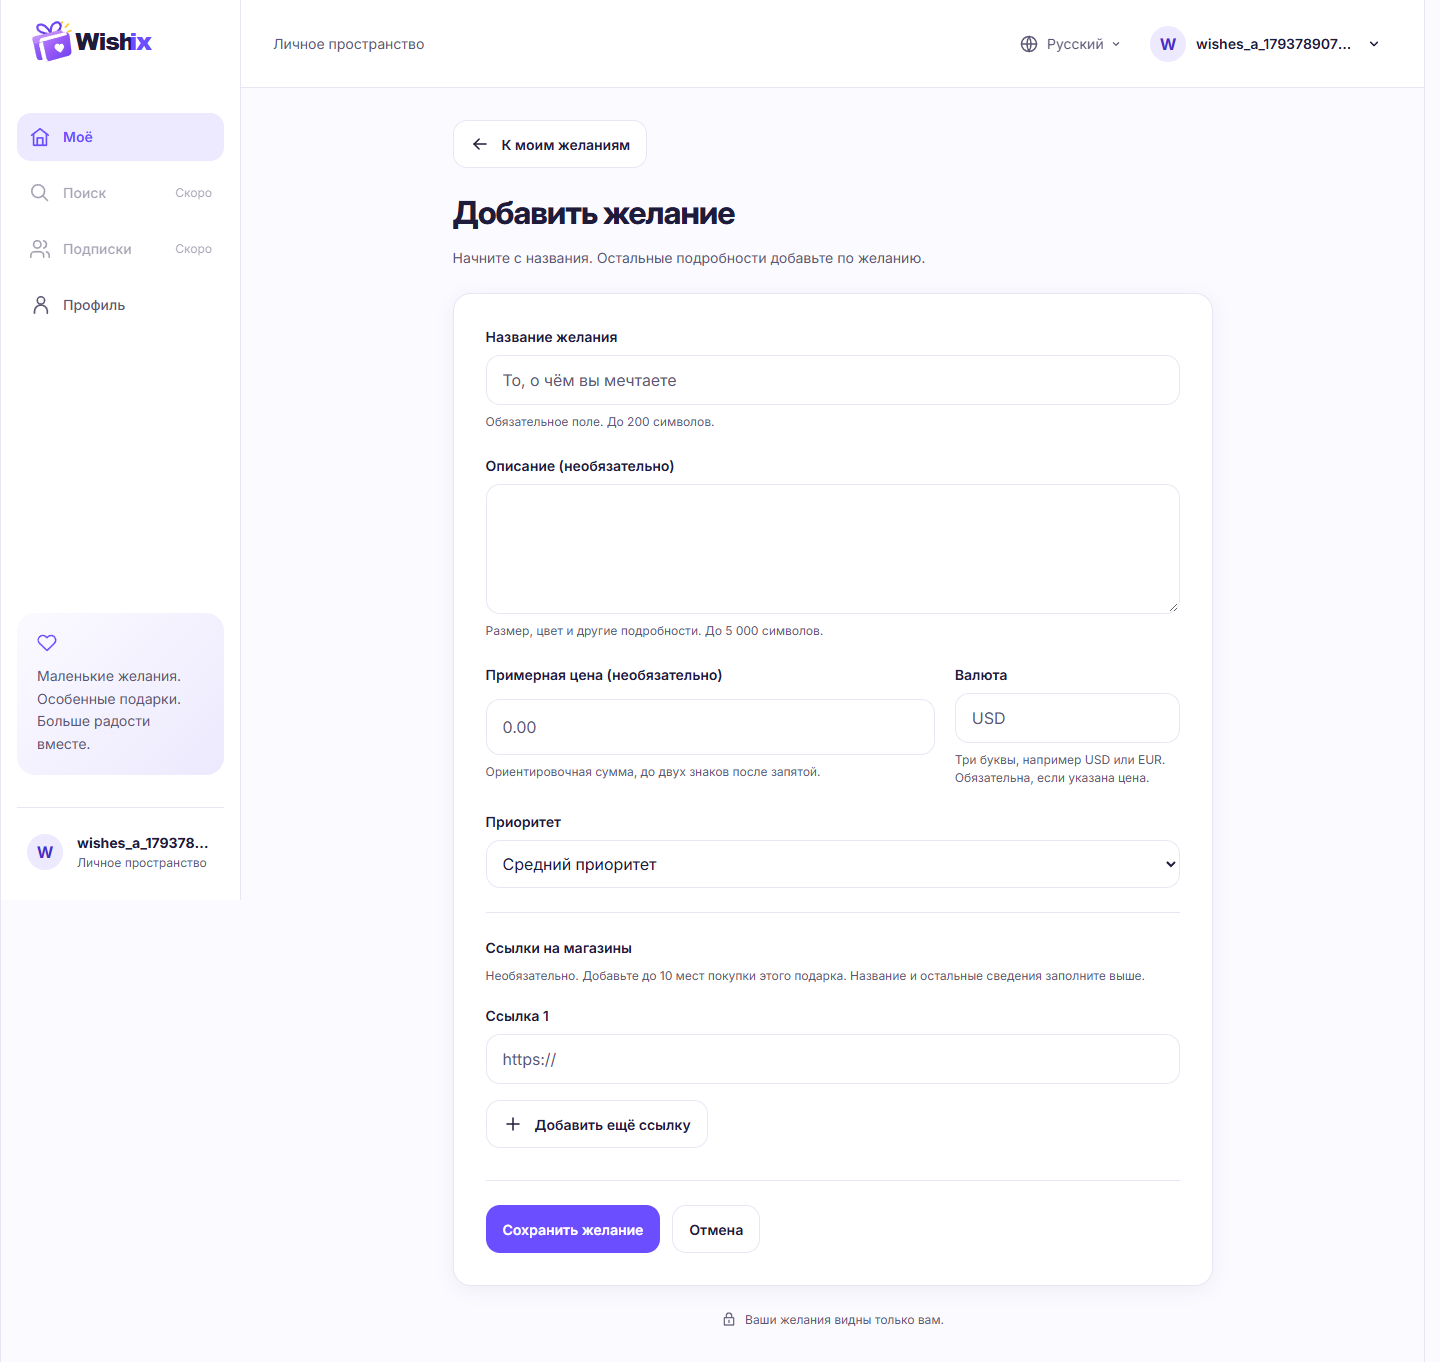 Wishix
Личное пространство
Русский
W
wishes_a_179378907...
Моё
Поиск
Скоро
Подписки
Скоро
Профиль
Маленькие желания.
Особенные подарки.
Больше радости
вместе.
W
wishes_a_179378...
Личное пространство
К моим желаниям
Добавить желание
Начните с названия. Остальные подробности добавьте по желанию.
Название желания
То, о чём вы мечтаете
Обязательное поле. До 200 символов.
Описание (необязательно)
Размер, цвет и другие подробности. До 5 000 символов.
Примерная цена (необязательно)
0.00
Ориентировочная сумма, до двух знаков после запятой.
Валюта
USD
Три буквы, например USD или EUR.
Обязательна, если указана цена.
Приоритет
Средний приоритет
Ссылки на магазины
Необязательно. Добавьте до 10 мест покупки этого подарка. Название и остальные сведения заполните выше.
Ссылка 1
https://
Добавить ещё ссылку
Сохранить желание
Отмена
Ваши желания видны только вам.